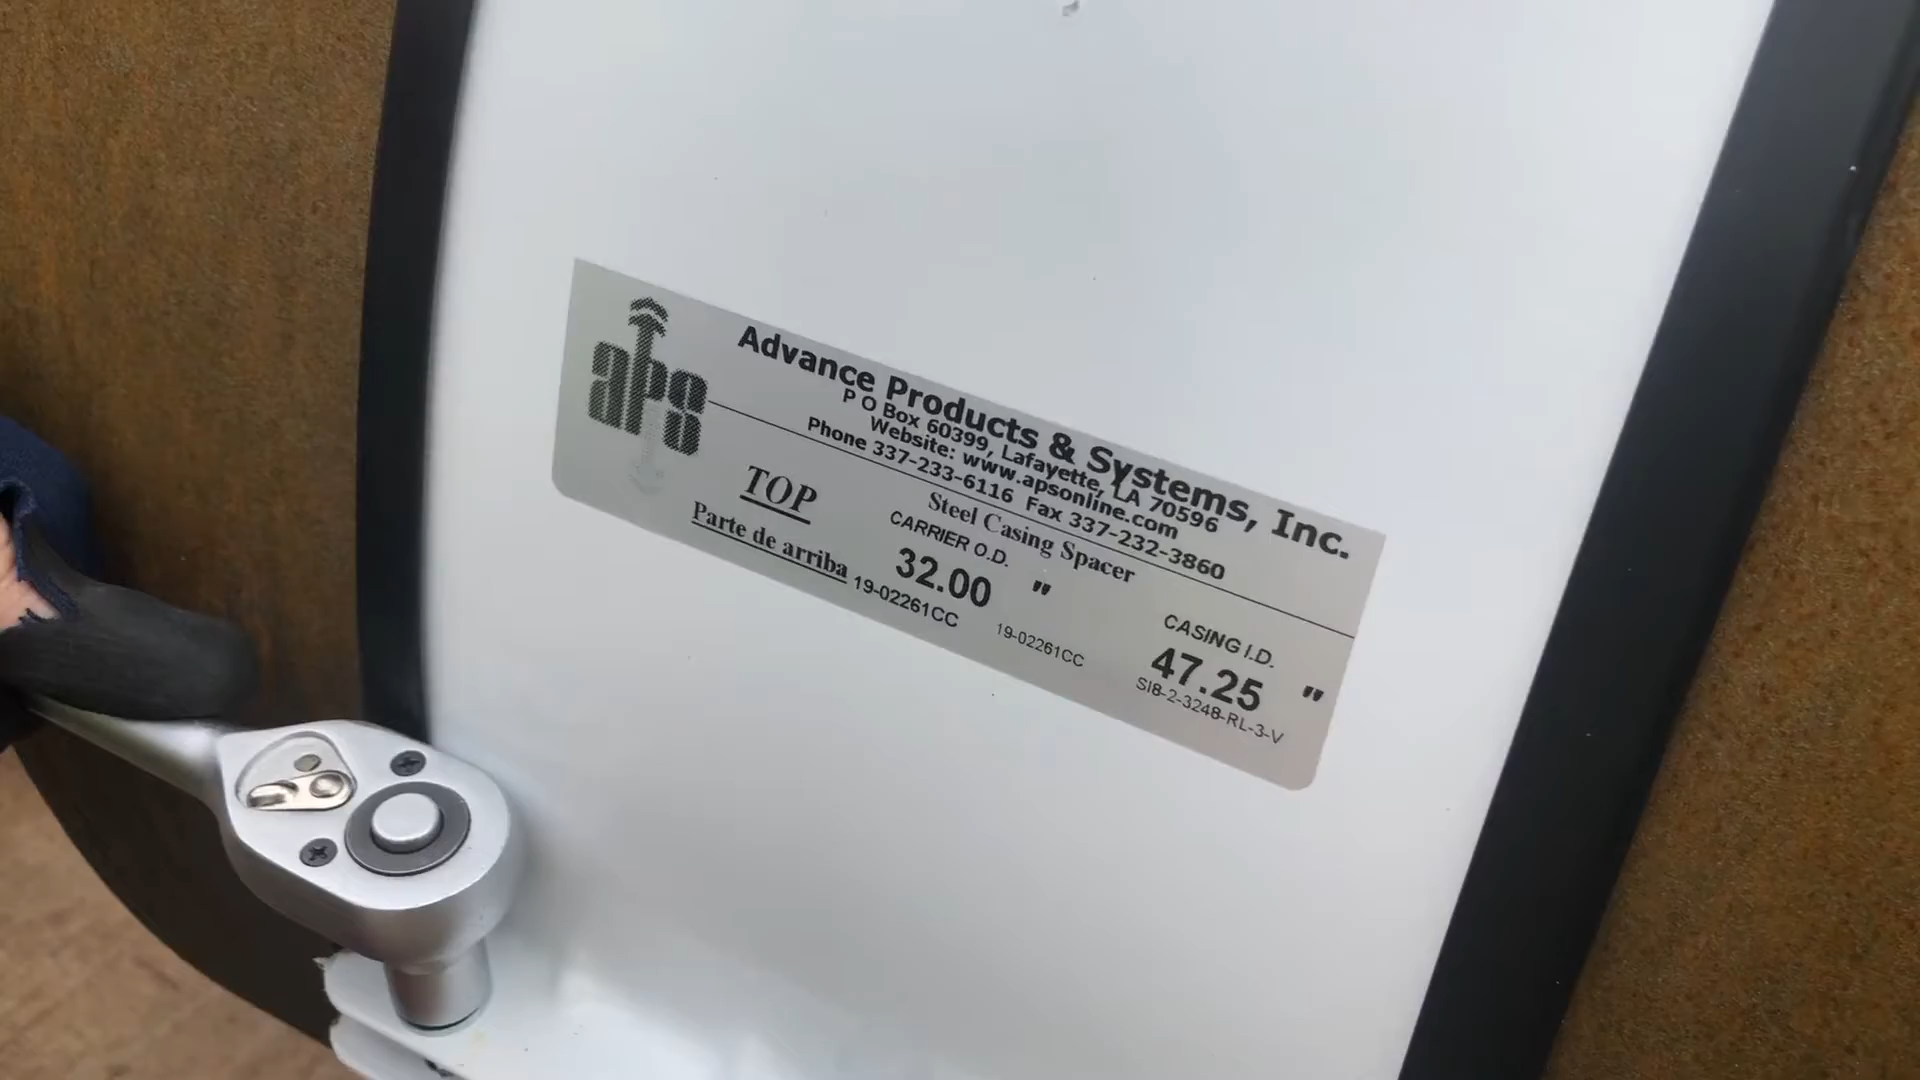 aps
Advance Products & Systems, Inc.
P O Box 60399, Lafayette, LA 70596
Website: www.apsonline.com
Phone 337-233-6116 Fax 337-232-3860
Steel Casing Spacer
TOP
Parte de arriba
CARRIER O.D.
32.00 "
19-02261CC
19-02261CC
CASING I.D.
47.25 "
SI8-2-3248-RL-3-V